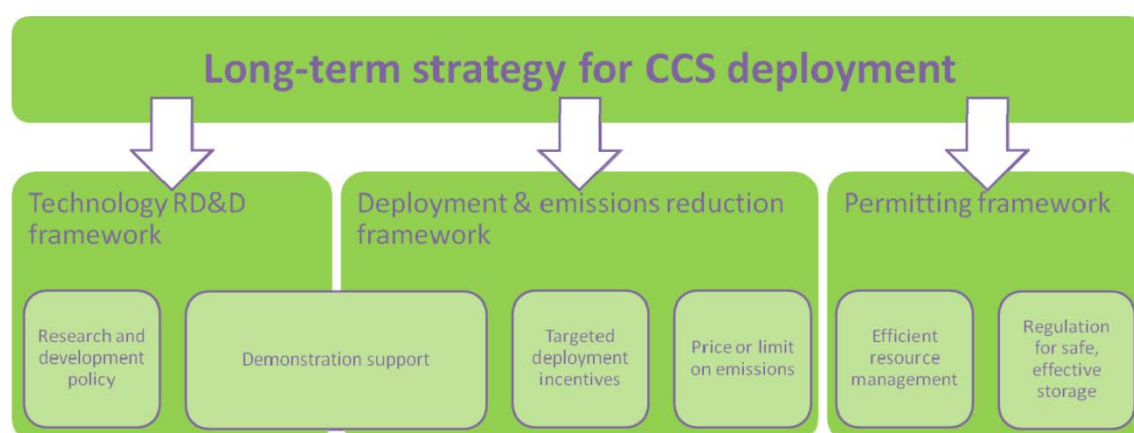 Long-term strategy for CCS deployment
Technology RD&D
framework
Deployment & emissions reduction
framework
Permitting framework
Research and
development
policy
Demonstration support
Targeted
deployment
incentives
Price or limit
on emissions
Efficient
resource
management
Regulation
for safe,
effective
storage